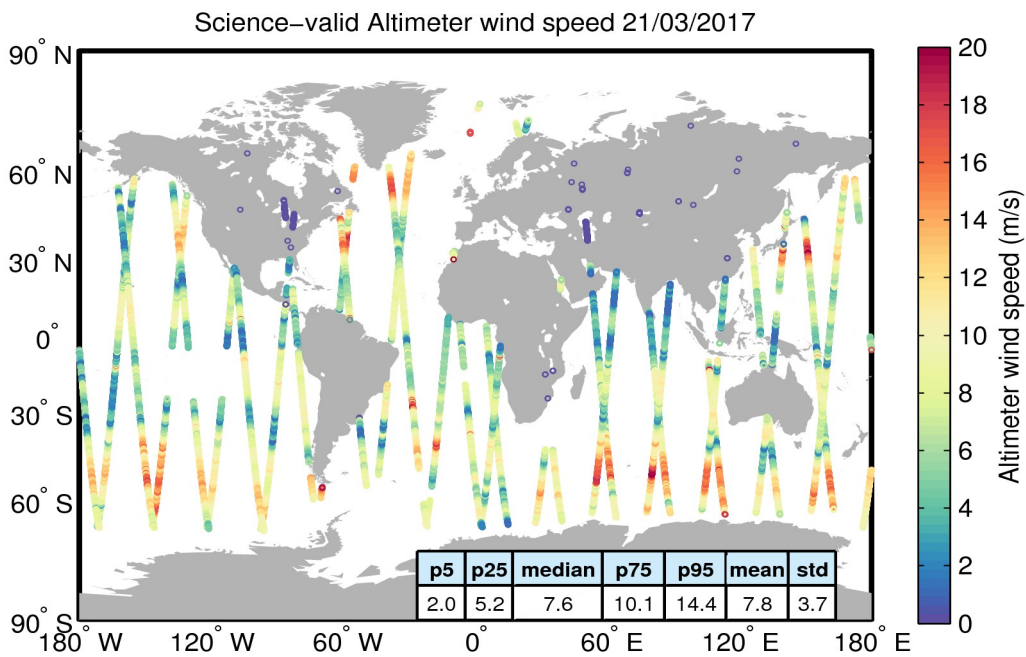 Science−valid Altimeter wind speed 21/03/2017
90° N
60° N
30° N
0°
30° S
60° S
90° S
180° W
120° W
60° W
0°
60° E
120° E
180° E
p5 p25 median p75 p95 mean std
2.0 5.2 7.6 10.1 14.4 7.8 3.7
20
18
16
14
12
10
8
6
4
2
0
Altimeter wind speed (m/s)